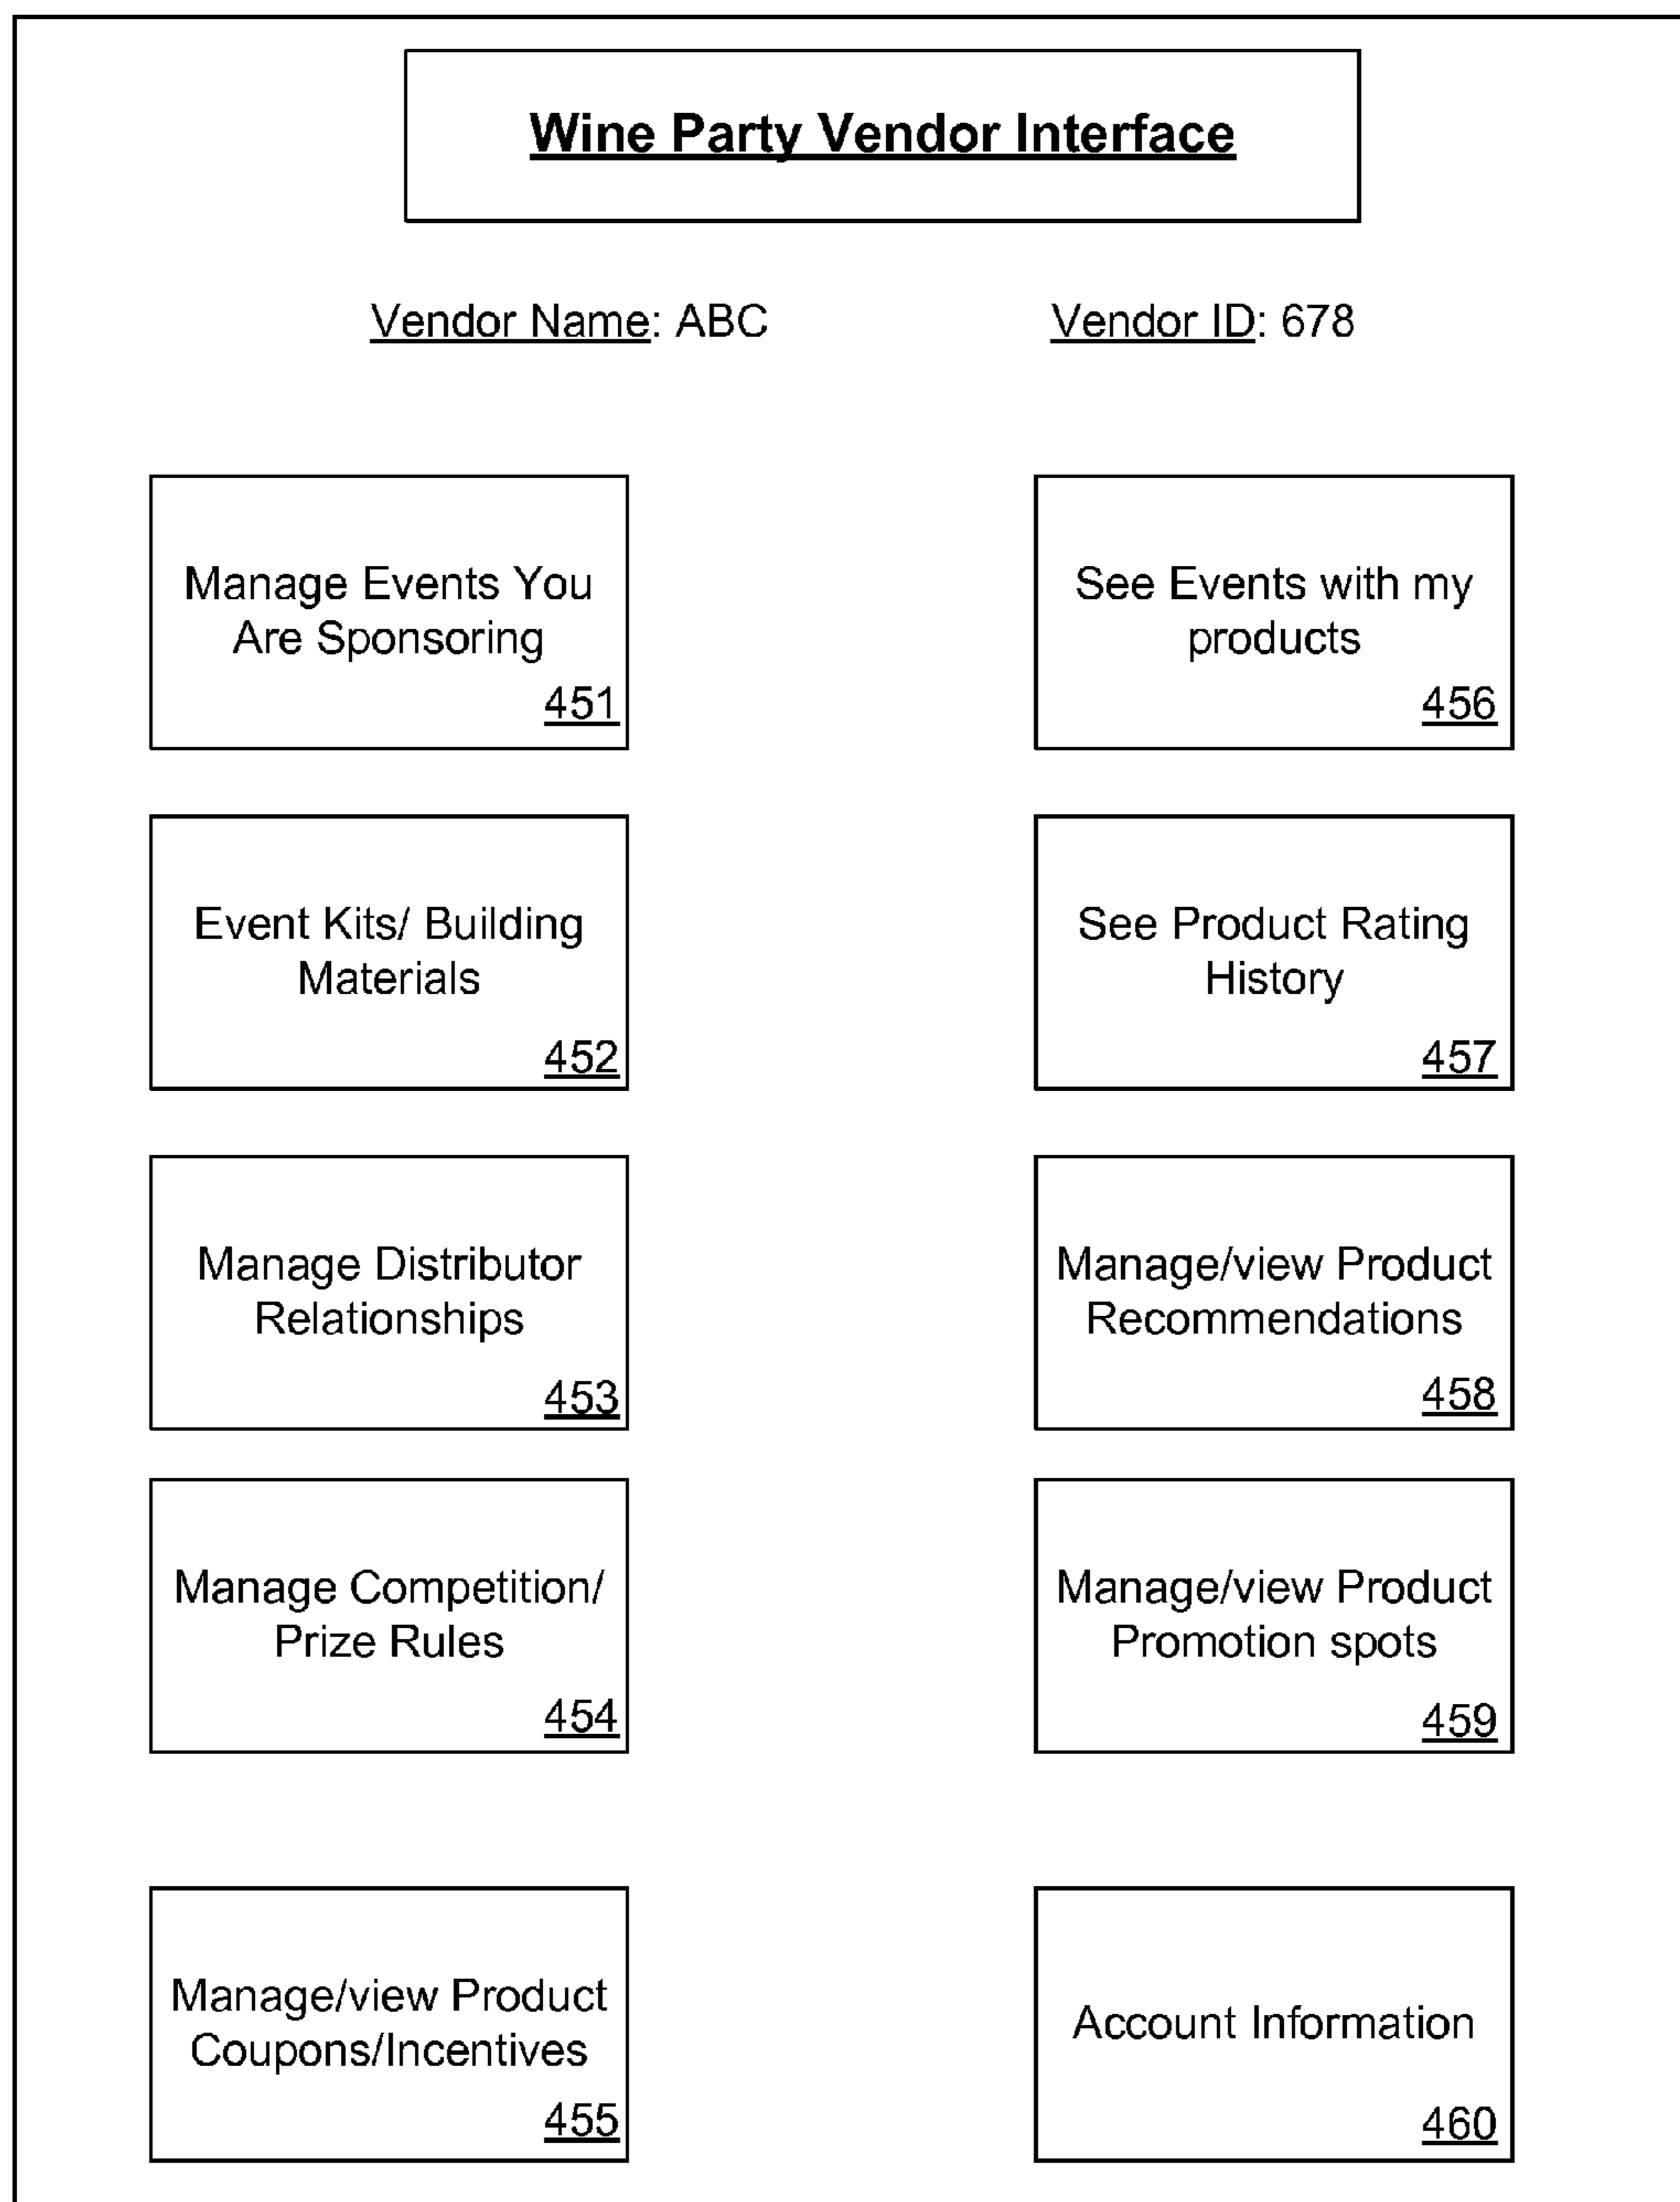 Wine Party Vendor Interface
Vendor Name: ABC
Vendor ID: 678
Manage Events You
Are Sponsoring
451
See Events with my
products
456
Event Kits/ Building
Materials
452
See Product Rating
History
457
Manage Distributor
Relationships
453
Manage/view Product
Recommendations
458
Manage Competition/
Prize Rules
454
Manage/view Product
Promotion spots
459
Manage/view Product
Coupons/Incentives
455
Account Information
460